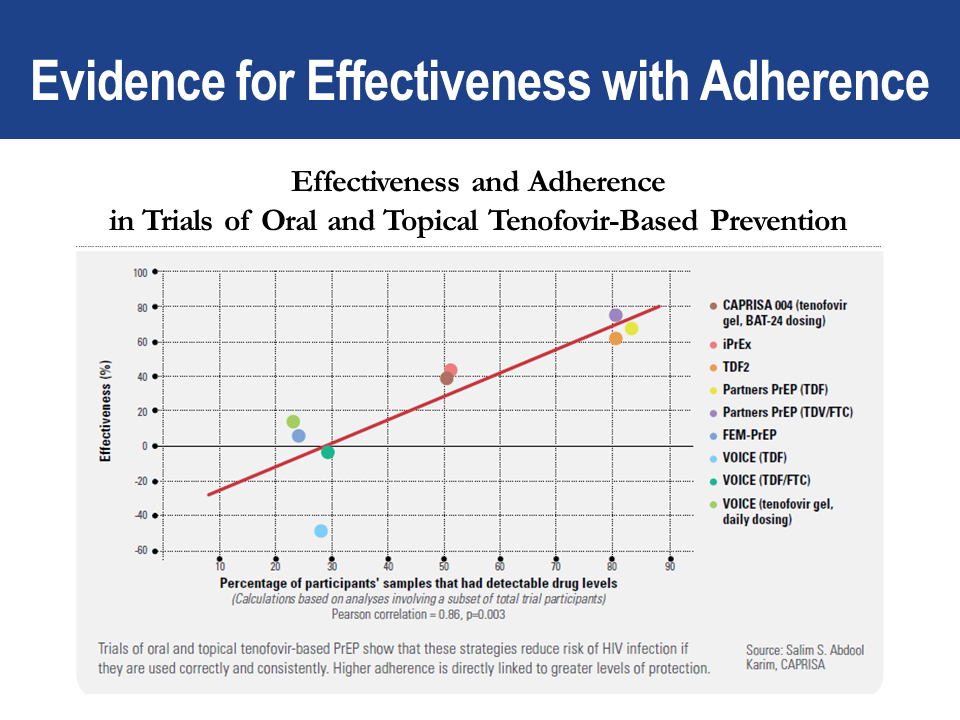 Evidence for Effectiveness with Adherence
Effectiveness and Adherence
in Trials of Oral and Topical Tenofovir-Based Prevention
100
80
60
40
20
0
-20
-40
-60
Effectiveness (%)
10 20 30 40 50 60 70 80 90
Percentage of participants' samples that had detectable drug levels
(Calculations based on analyses involving a subset of total trial participants)
Pearson correlation = 0.86, p=0.003
CAPRISA 004 (tenofovir
gel, BAT-24 dosing)
iPrEx
TDF2
Partners PrEP (TDF)
Partners PrEP (TDV/FTC)
FEM-PrEP
VOICE (TDF)
VOICE (TDF/FTC)
VOICE (tenofovir gel,
daily dosing)
Trials of oral and topical tenofovir-based PrEP show that these strategies reduce risk of HIV infection if
they are used correctly and consistently. Higher adherence is directly linked to greater levels of protection.
Source: Salim S. Abdool
Karim, CAPRISA